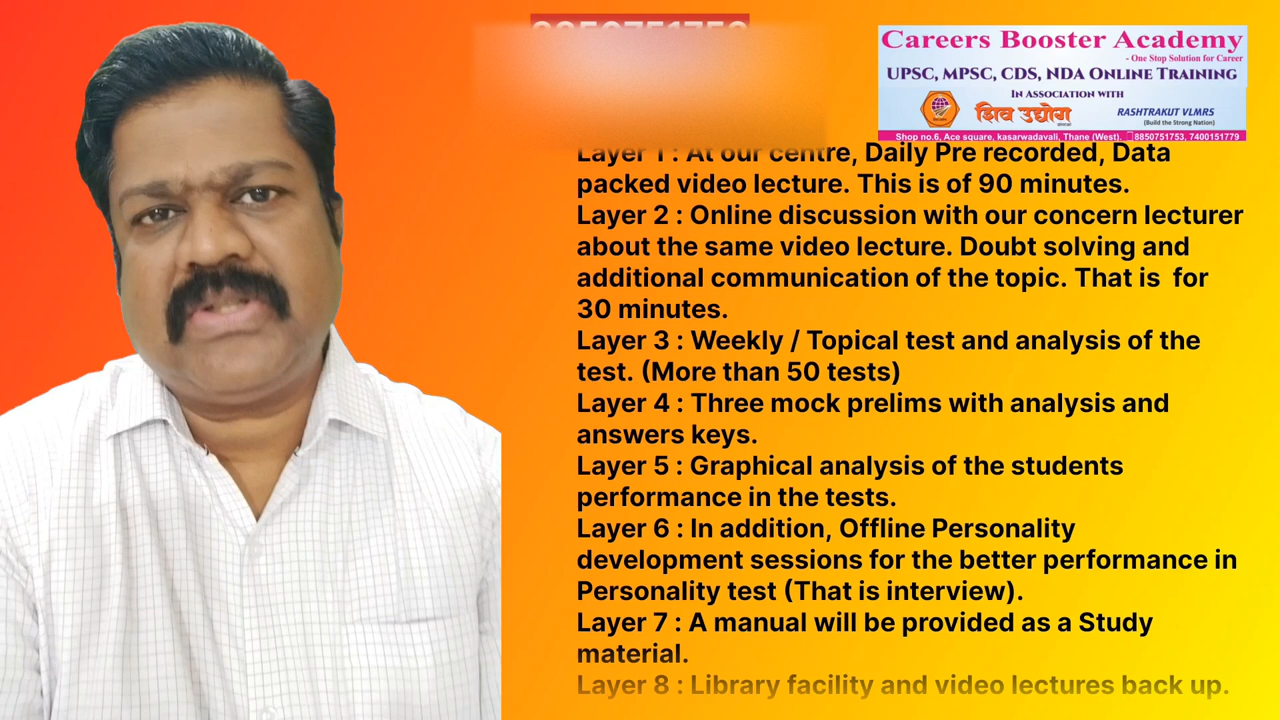 Careers Booster Academy
- One Stop Solution for Career
UPSC, MPSC, CDS, NDA Online Training
In Association with
शिव उद्योग
RASHTRAKUT VLMRS
(Build the Strong Nation)
Shop no.6, Ace square, kasarwadavali, Thane (West), 8850751753, 7400151779
Layer 1 : At our centre, Daily Pre recorded, Data
packed video lecture. This is of 90 minutes.
Layer 2 : Online discussion with our concern lecturer
about the same video lecture. Doubt solving and
additional communication of the topic. That is for
30 minutes.
Layer 3 : Weekly / Topical test and analysis of the
test. (More than 50 tests)
Layer 4 : Three mock prelims with analysis and
answers keys.
Layer 5 : Graphical analysis of the students
performance in the tests.
Layer 6 : In addition, Offline Personality
development sessions for the better performance in
Personality test (That is interview).
Layer 7 : A manual will be provided as a Study
material.
Layer 8 : Library facility and video lectures back up.